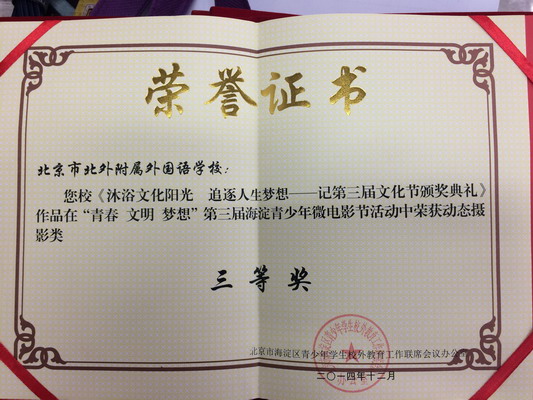 荣誉证书
北京市北外附属外国语学校：
您校《沐浴文化阳光 追逐人生梦想——记第三届文化节颁奖典礼》
作品在“青春 文明 梦想”第三届海淀青少年微电影节活动中荣获动态摄
影类
三等奖
北京市海淀区青少年学生校外教育工作联席会议办公
二〇一四年十二月